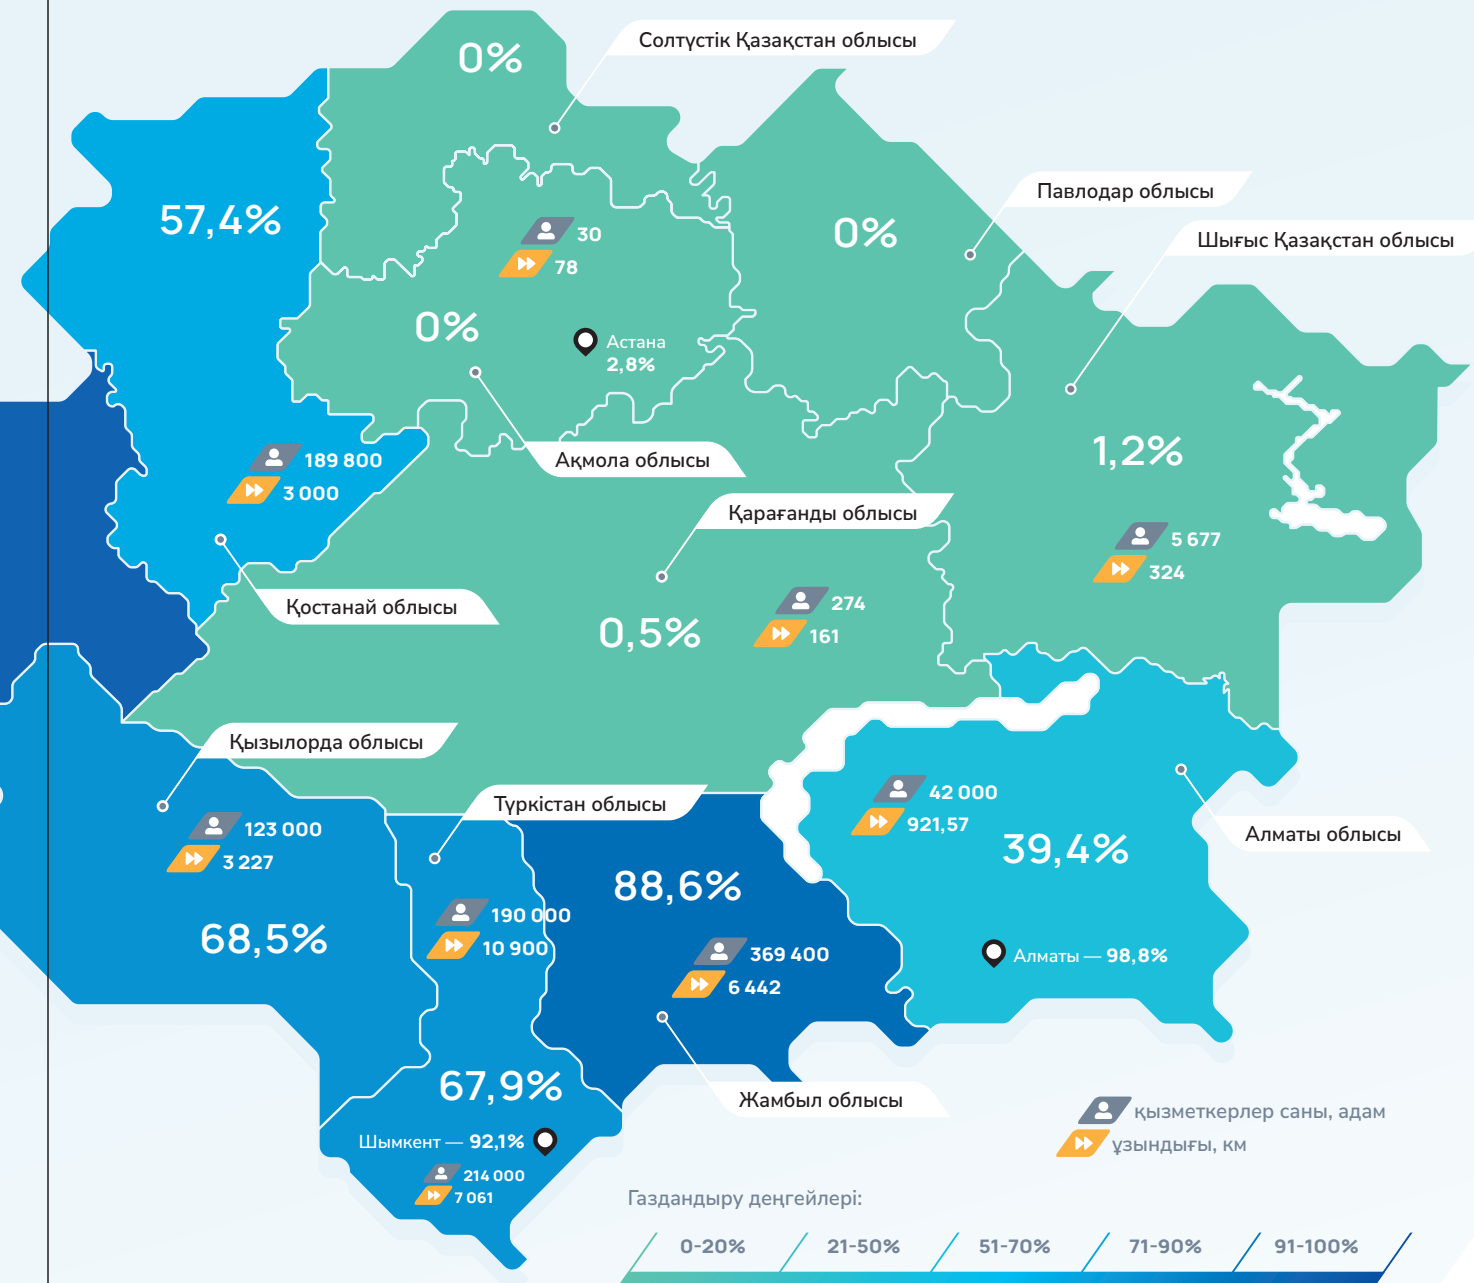 Солтүстік Қазақстан облысы
0%
Павлодар облысы
57,4%
30
78
0%
Шығыс Қазақстан облысы
0%
Астана
2,8%
1,2%
189 800
3 000
Ақмола облысы
Қарағанды облысы
5 677
324
Қостанай облысы
0,5%
274
161
Қызылорда облысы
123 000
3 227
68,5%
Түркістан облысы
190 000
10 900
88,6%
369 400
6 442
42 000
921,57
39,4%
Алматы облысы
Алматы — 98,8%
67,9%
Шымкент — 92,1%
214 000
7 061
Жамбыл облысы
қызметкерлер саны, адам
ұзындығы, км
Газдандыру деңгейлері:
0-20%
21-50%
51-70%
71-90%
91-100%